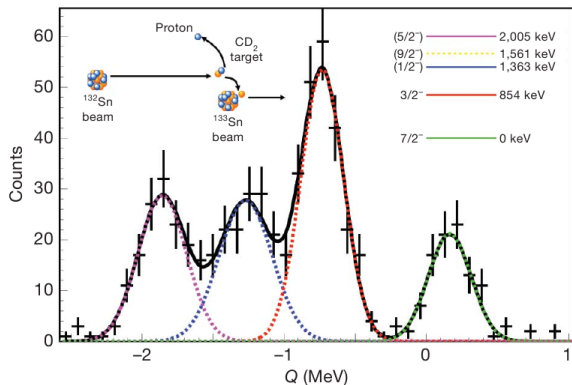 Counts
60
50
40
30
20
10
0
Proton
CD2
target
132Sn
beam
133Sn
beam
(5/2–) 2,005 keV
(9/2–) 1,561 keV
(1/2–) 1,363 keV
3/2– 854 keV
7/2– 0 keV
–2 –1 0 1
Q (MeV)